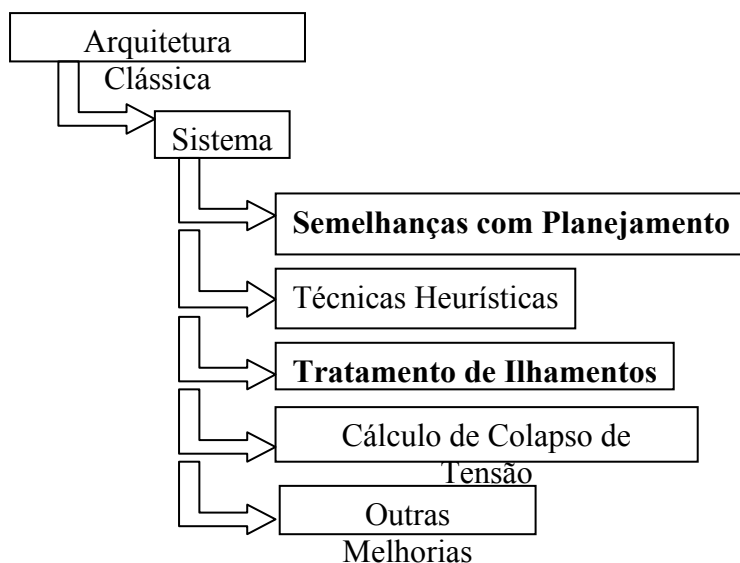 Arquitetura
Clássica
Sistema
Semelhanças com Planejamento
Técnicas Heurísticas
Tratamento de Ilhamentos
Cálculo de Colapso de
Tensão
Outras
Melhorias